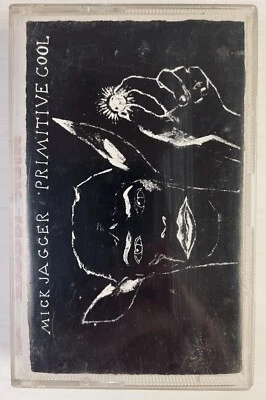 MICK JAGGER / PRIMITIVE COOL